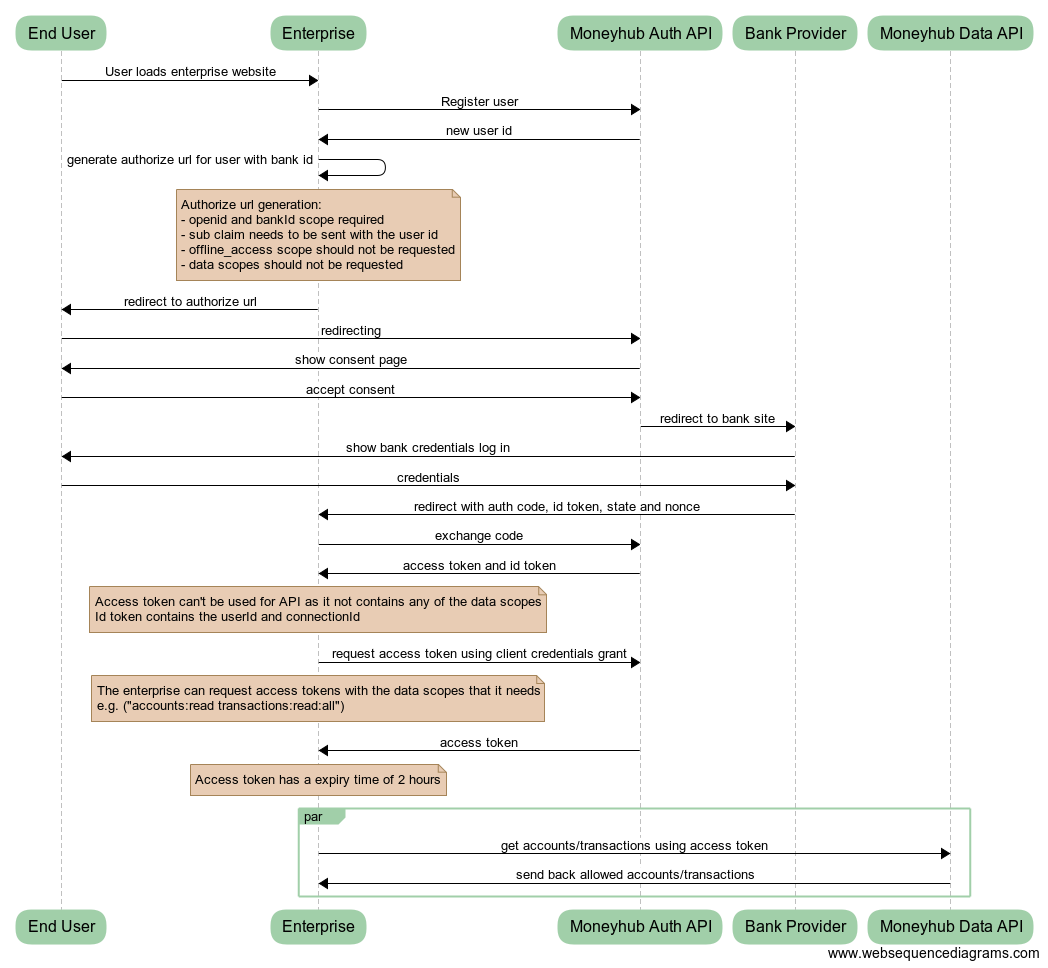 End User
Enterprise
Moneyhub Auth API
Bank Provider
Moneyhub Data API
User loads enterprise website
Register user
new user id
generate authorize url for user with bank id
Authorize url generation:
- openid and bankId scope required
- sub claim needs to be sent with the user id
- offline_access scope should not be requested
- data scopes should not be requested
redirect to authorize url
redirecting
show consent page
accept consent
redirect to bank site
show bank credentials log in
credentials
redirect with auth code, id token, state and nonce
exchange code
access token and id token
Access token can't be used for API as it not contains any of the data scopes
Id token contains the userId and connectionId
request access token using client credentials grant
The enterprise can request access tokens with the data scopes that it needs
e.g. ("accounts:read transactions:read:all")
access token
Access token has a expiry time of 2 hours
par
get accounts/transactions using access token
send back allowed accounts/transactions
End User
Enterprise
Moneyhub Auth API
Bank Provider
Moneyhub Data API
www.websequencediagrams.com